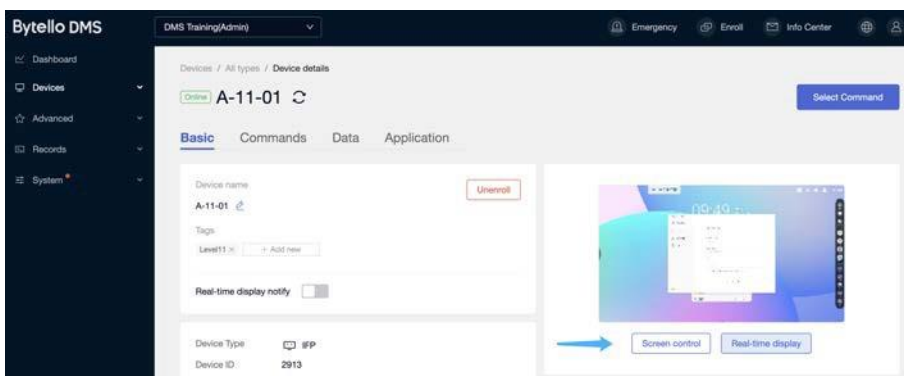 Bytello DMS
DMS Training(Admin)
Emergency
Enroll
Info Center
Dashboard
Devices
Advanced
Records
System
Devices / All types / Device details
Online
A-11-01
Select Command
Basic
Commands
Data
Application
Device name
Unenroll
A-11-01
Tags
Level11 ×
+ Add new
Real-time display notify
09:49
Screen control
Real-time display
Device Type
IFP
Device ID
2913